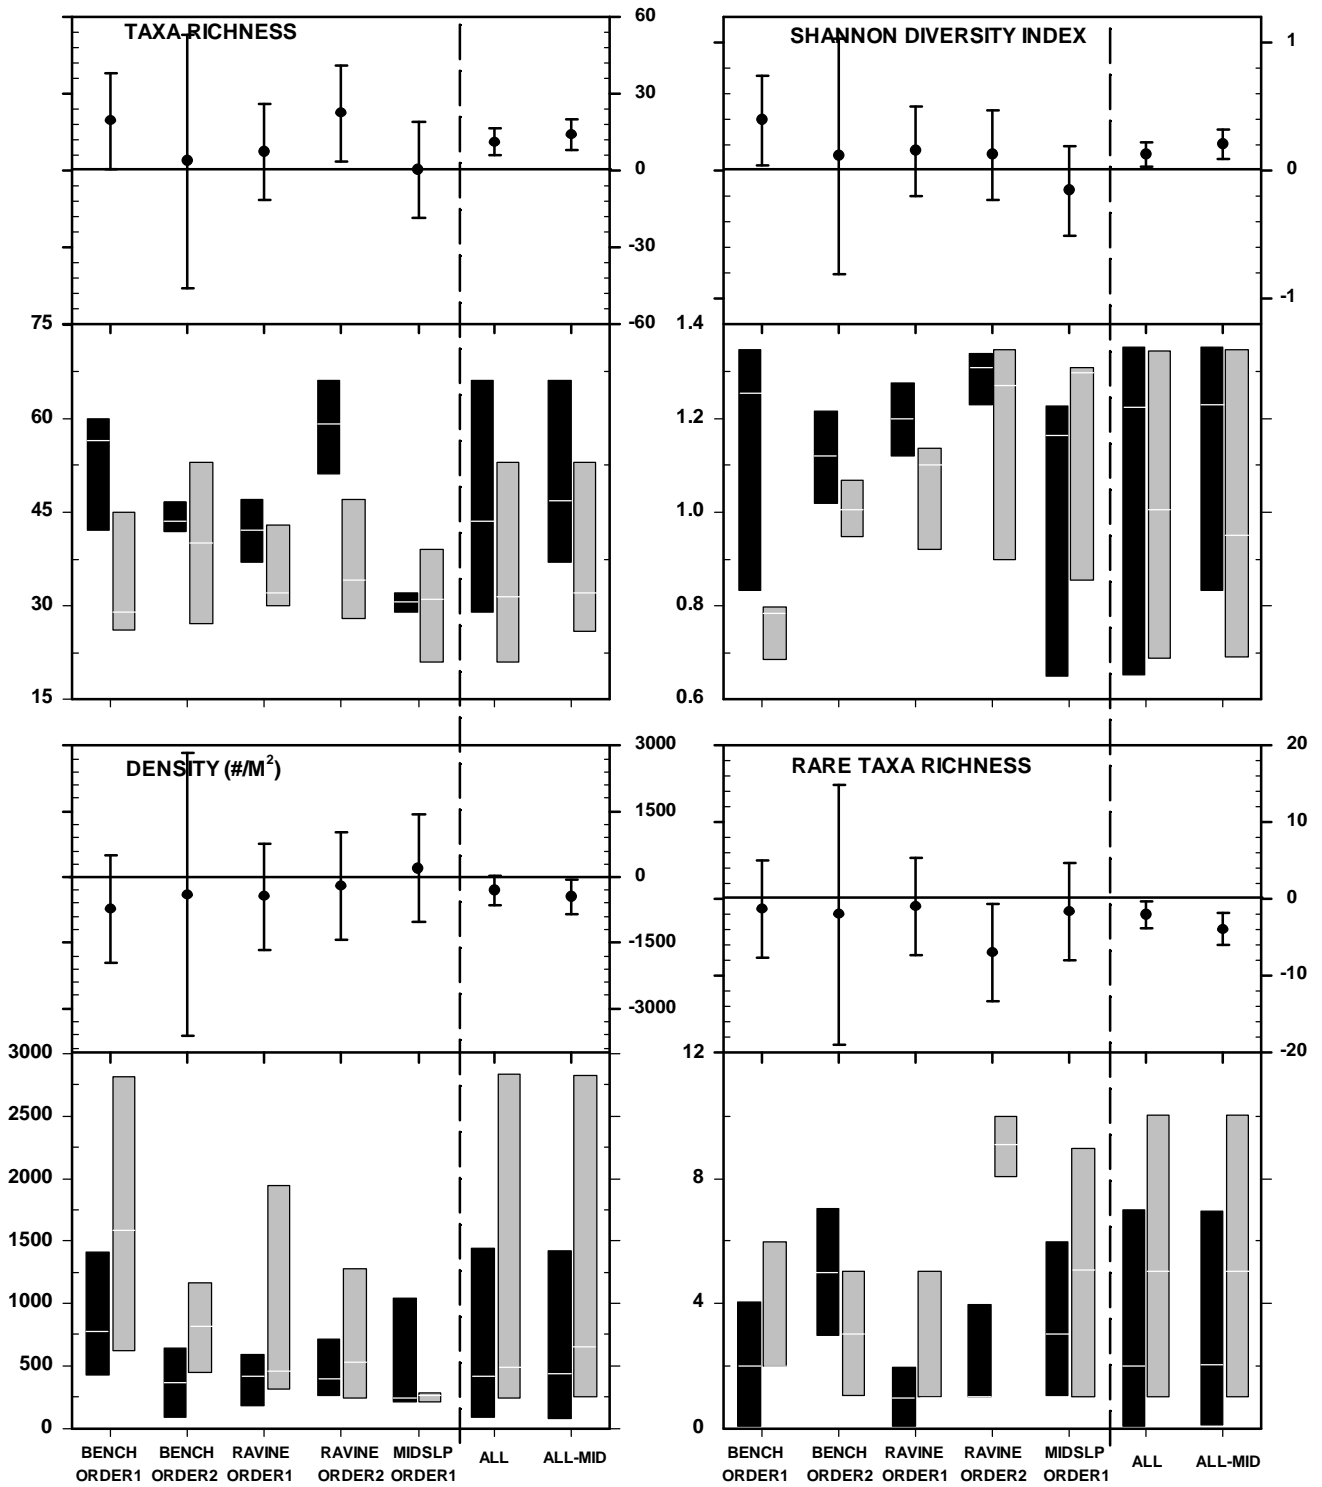 TAXA RICHNESS
60
30
0
-30
-60
75
60
45
30
15
SHANNON DIVERSITY INDEX
1
0
-1
1.4
1.2
1.0
0.8
0.6
DENSITY (#/M²)
3000
1500
0
-1500
-3000
3000
2500
2000
1500
1000
500
0
BENCH ORDER1
BENCH ORDER2
RAVINE ORDER1
RAVINE ORDER2
MIDSLP ORDER1
ALL
ALL-MID
RARE TAXA RICHNESS
20
10
0
-10
-20
12
8
4
0
BENCH ORDER1
BENCH ORDER2
RAVINE ORDER1
RAVINE ORDER2
MIDSLP ORDER1
ALL
ALL-MID